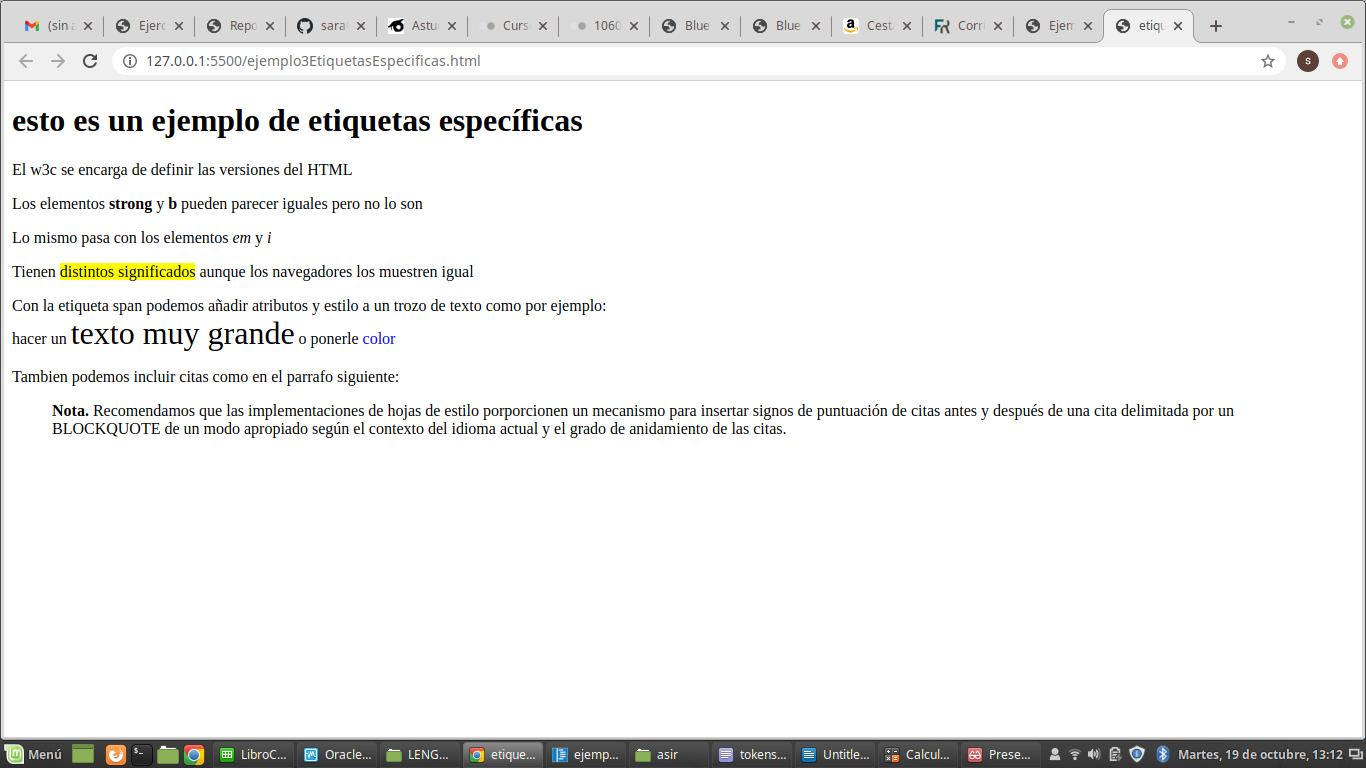 (sin a
Ejerc
Repo
sara
Astu
Curs
1060
Blue
Blue
Cesta
Corri
Ejem
etiqu
127.0.0.1:5500/ejemplo3EtiquetasEspecificas.html
S
esto es un ejemplo de etiquetas específicas
El w3c se encarga de definir las versiones del HTML
Los elementos strong y b pueden parecer iguales pero no lo son
Lo mismo pasa con los elementos em y i
Tienen distintos significados aunque los navegadores los muestren igual
Con la etiqueta span podemos añadir atributos y estilo a un trozo de texto como por ejemplo:
hacer un texto muy grande o ponerle color
Tambien podemos incluir citas como en el parrafo siguiente:
Nota. Recomendamos que las implementaciones de hojas de estilo porporcionen un mecanismo para insertar signos de puntuación de citas antes y después de una cita delimitada por un
BLOCKQUOTE de un modo apropiado según el contexto del idioma actual y el grado de anidamiento de las citas.
Menú
LibroC...
Oracle...
LENG...
etique...
ejemp...
asir
tokens...
Untitle...
Calcul...
Prese...
Martes, 19 de octubre, 13:12